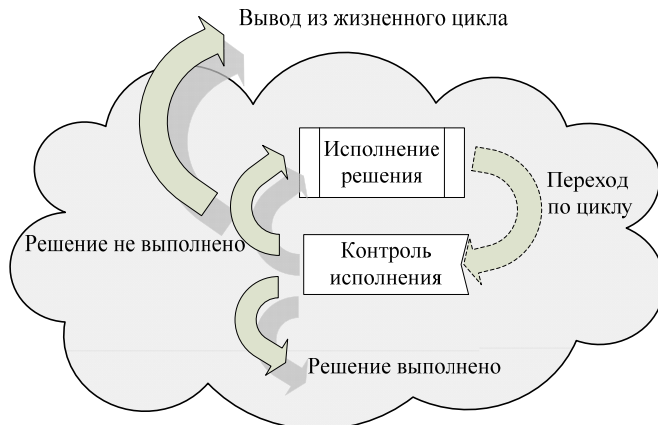 Вывод из жизненного цикла
Исполнение
решения
Переход
по циклу
Решение не выполнено
Контроль
исполнения
Решение выполнено